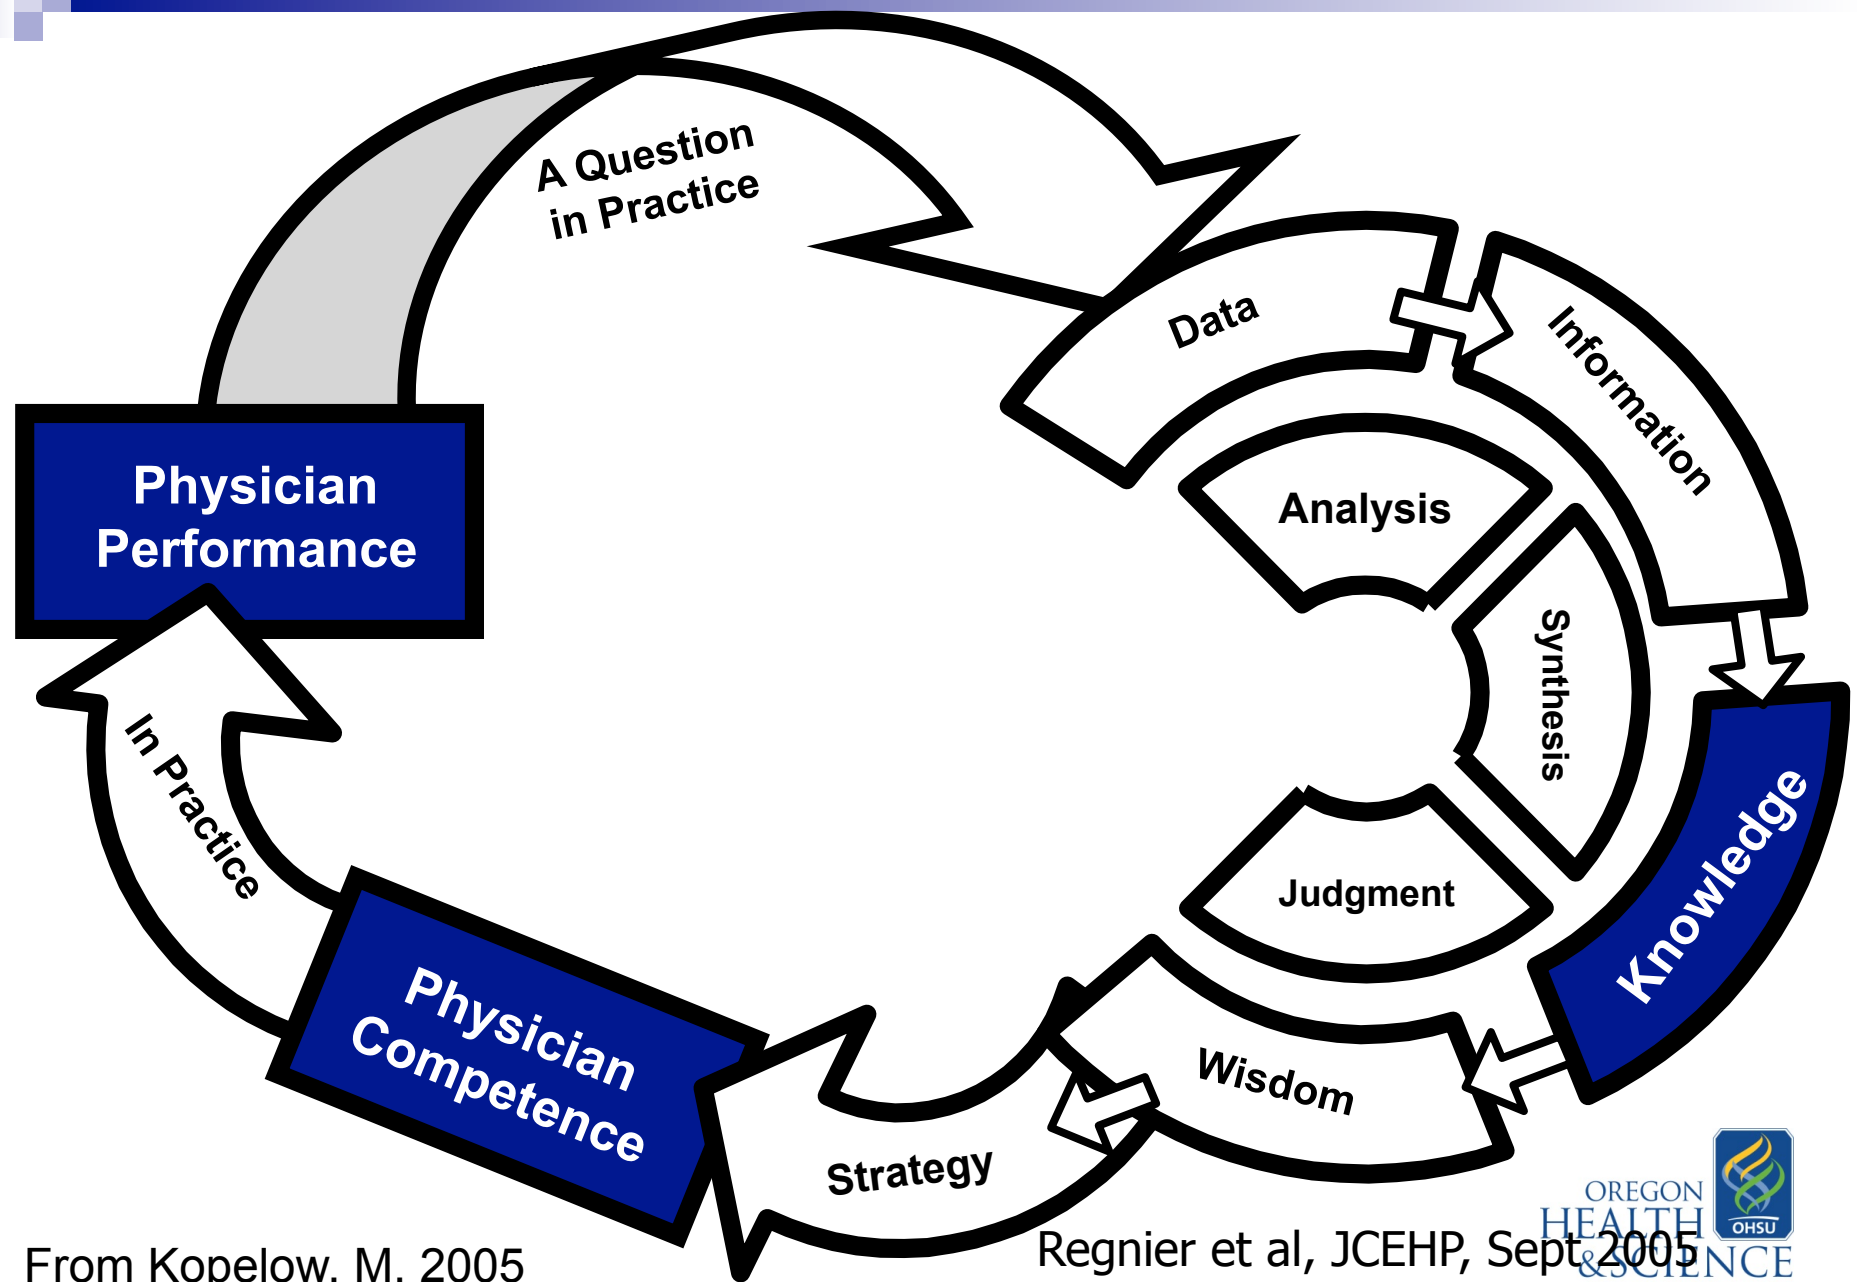 A Question
in Practice
Data
Information
Analysis
Physician
Performance
Synthesis
In Practice
Knowledge
Judgment
Physician
Competence
Wisdom
Strategy
OREGON
HEALTH
&SCIENCE
OHSU
Regnier et al, JCEHP, Sept 2005
From Kopelow, M. 2005